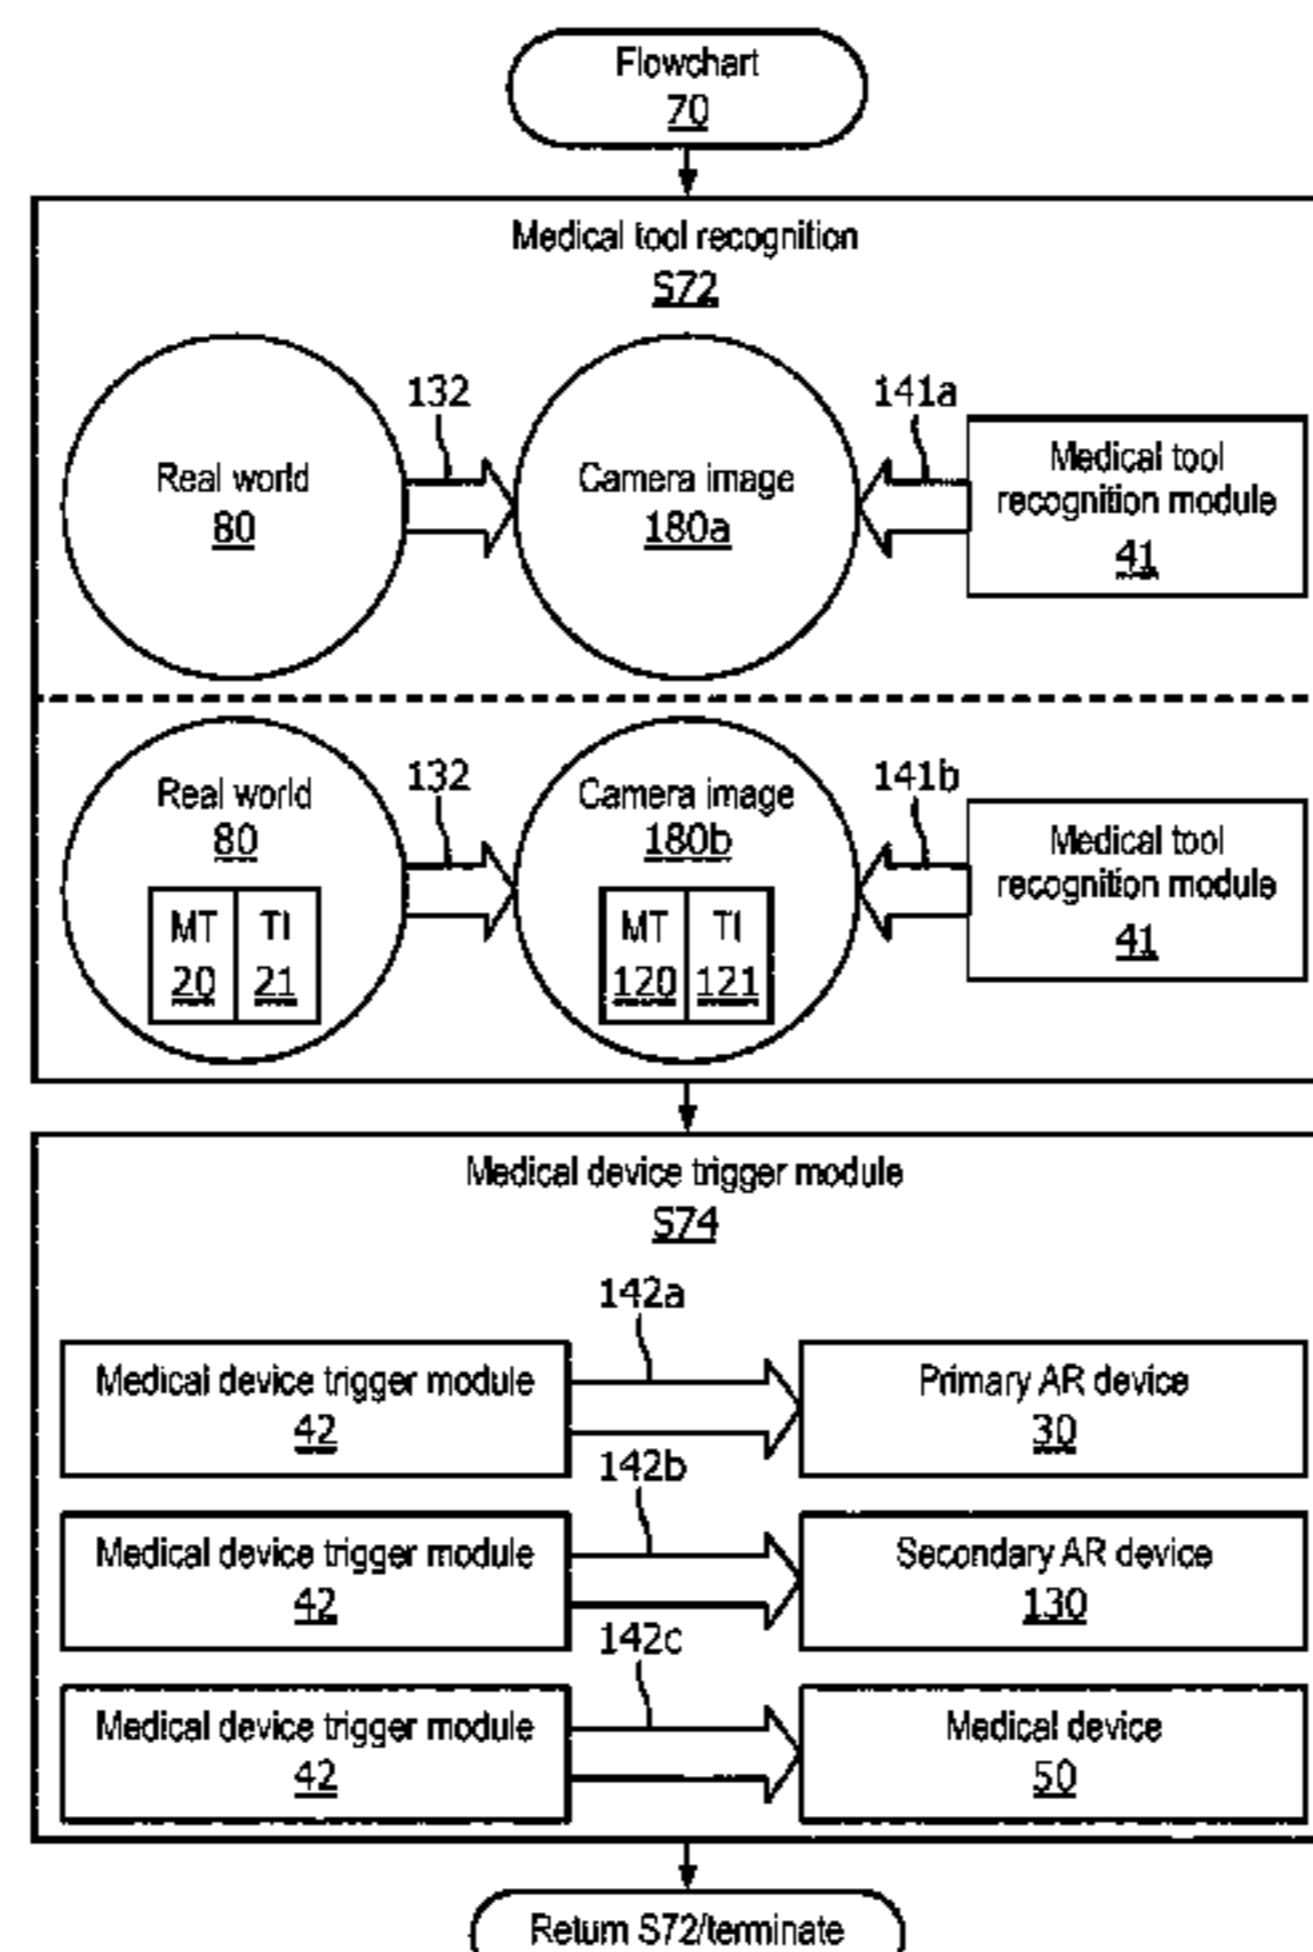 Flowchart
70
Medical tool recognition
S72
132
141a
Real world
80
Camera image
180a
Medical tool
recognition module
41
132
141b
Real world
80
Camera image
180b
Medical tool
recognition module
41
MT
20
TI
21
MT
120
TI
121
Medical device trigger module
S74
142a
Medical device trigger module
42
Primary AR device
30
142b
Medical device trigger module
42
Secondary AR device
130
142c
Medical device trigger module
42
Medical device
50
Return S72/terminate